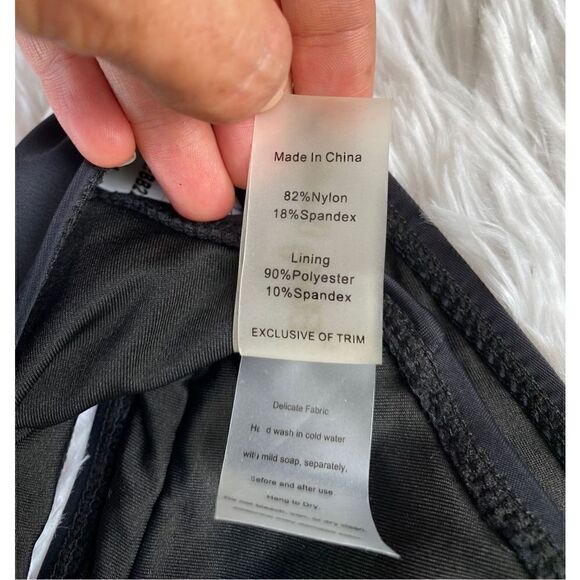 Made In China
82%Nylon
18%Spandex
Lining
90%Polyester
10%Spandex
EXCLUSIVE OF TRIM
Delicate Fabric
wash in cold water
with mild soap, separately,
Before and after use
Hang to Dry.